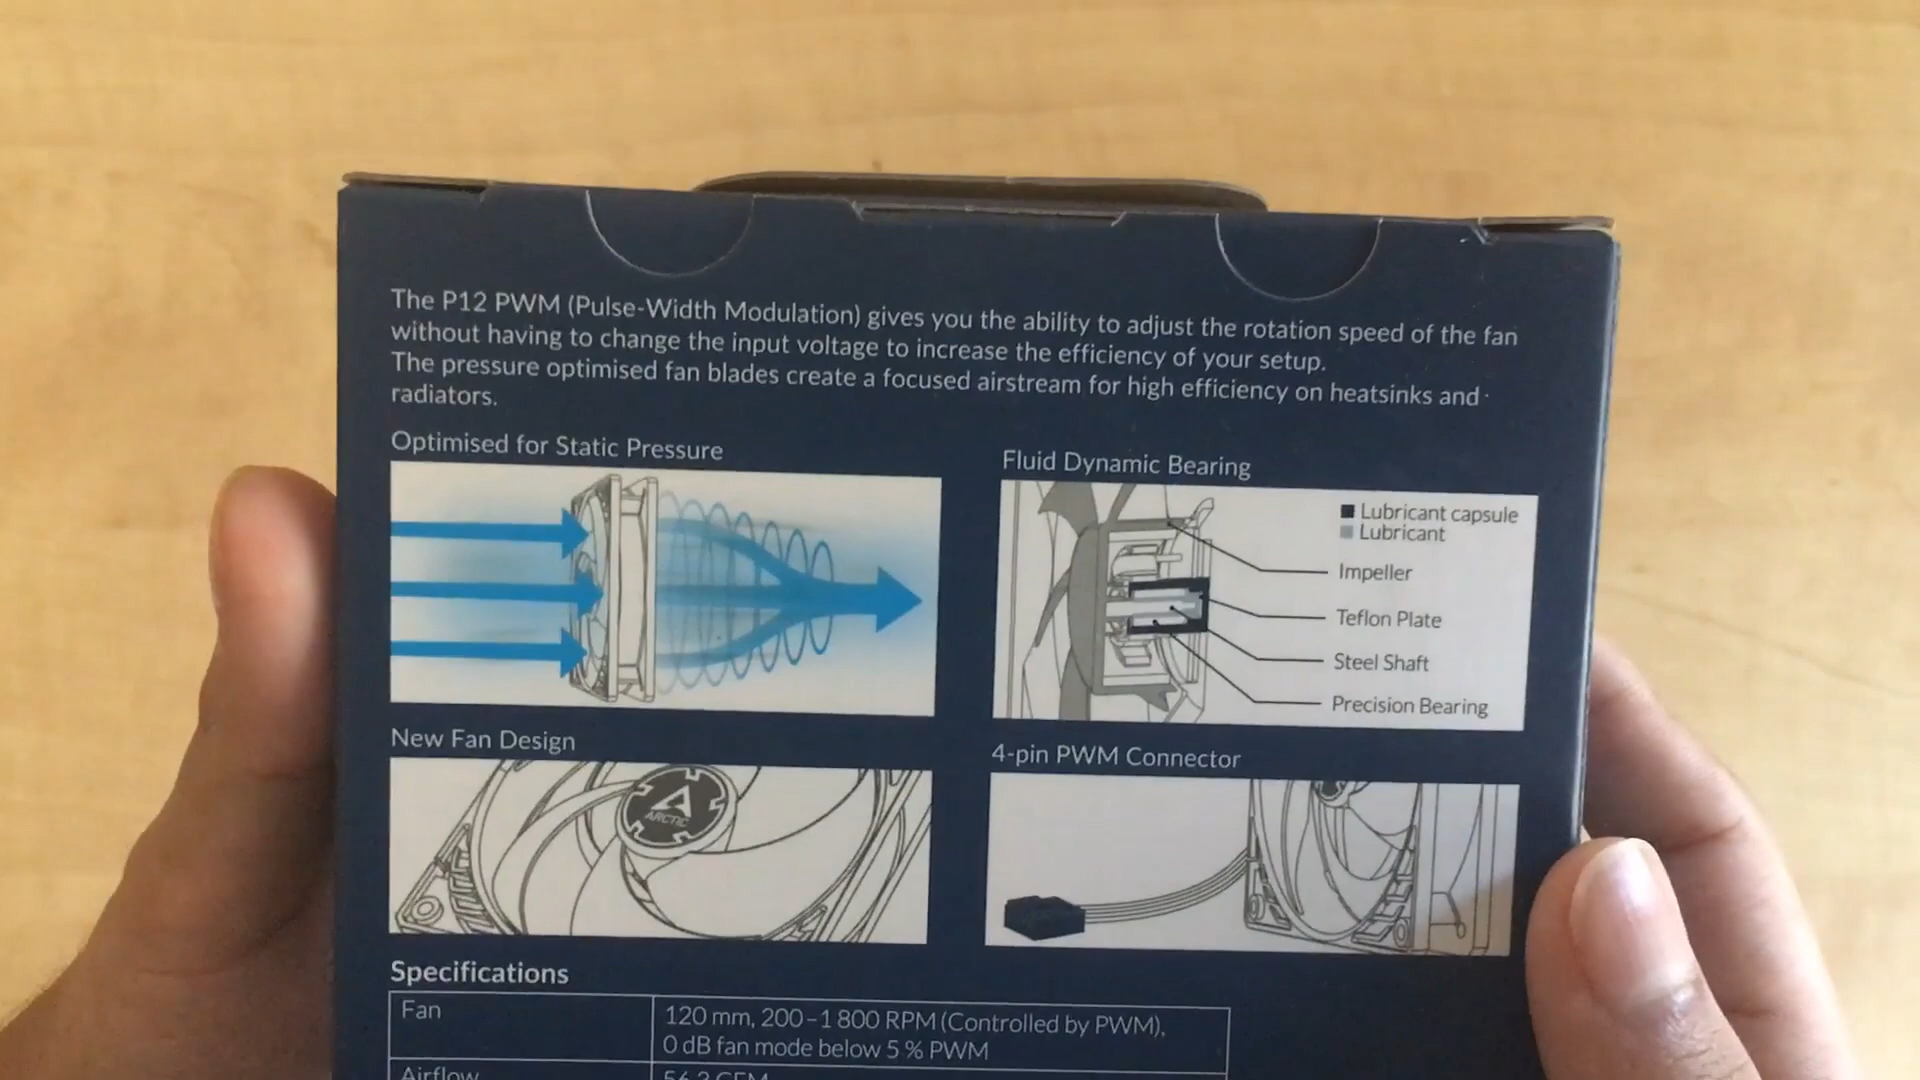 The P12 PWM (Pulse-Width Modulation) gives you the ability to adjust the rotation speed of the fan
without having to change the input voltage to increase the efficiency of your setup.
The pressure optimised fan blades create a focused airstream for high efficiency on heatsinks and
radiators.
Optimised for Static Pressure
Fluid Dynamic Bearing
Lubricant capsule
Lubricant
Impeller
Teflon Plate
Steel Shaft
Precision Bearing
New Fan Design
ARCTIC
4-pin PWM Connector
Specifications
Fan
120 mm, 200–1 800 RPM (Controlled by PWM),
0 dB fan mode below 5 % PWM
Airflow